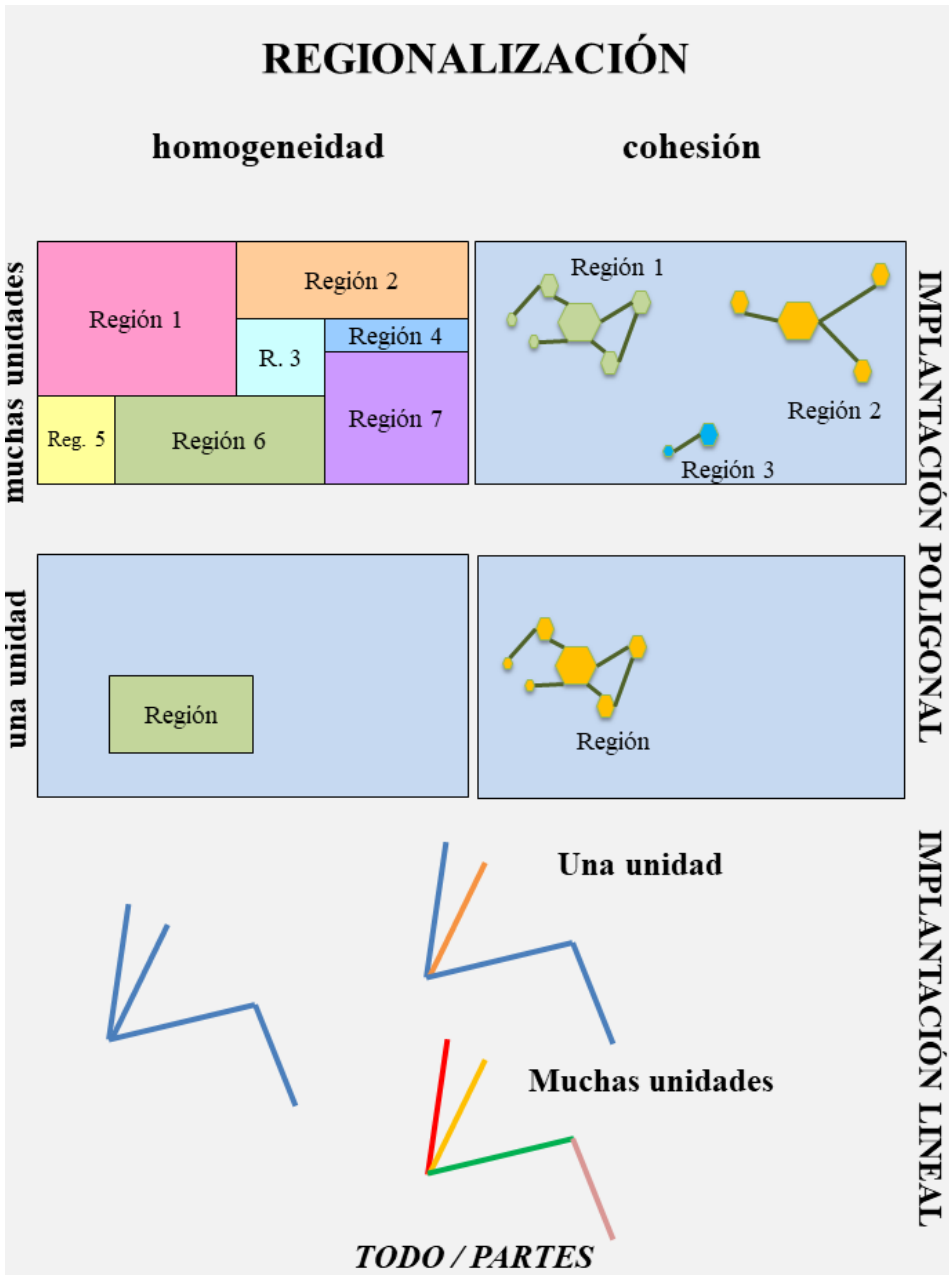 REGIONALIZACIÓN
homogeneidad
cohesión
muchas unidades
Región 1
Región 2
R. 3
Región 4
Reg. 5
Región 6
Región 7
Región 1
Región 2
Región 3
IMPLANTACIÓN POLIGONAL
una unidad
Región
Región
Una unidad
Muchas unidades
IMPLANTACIÓN LINEAL
TODO / PARTES